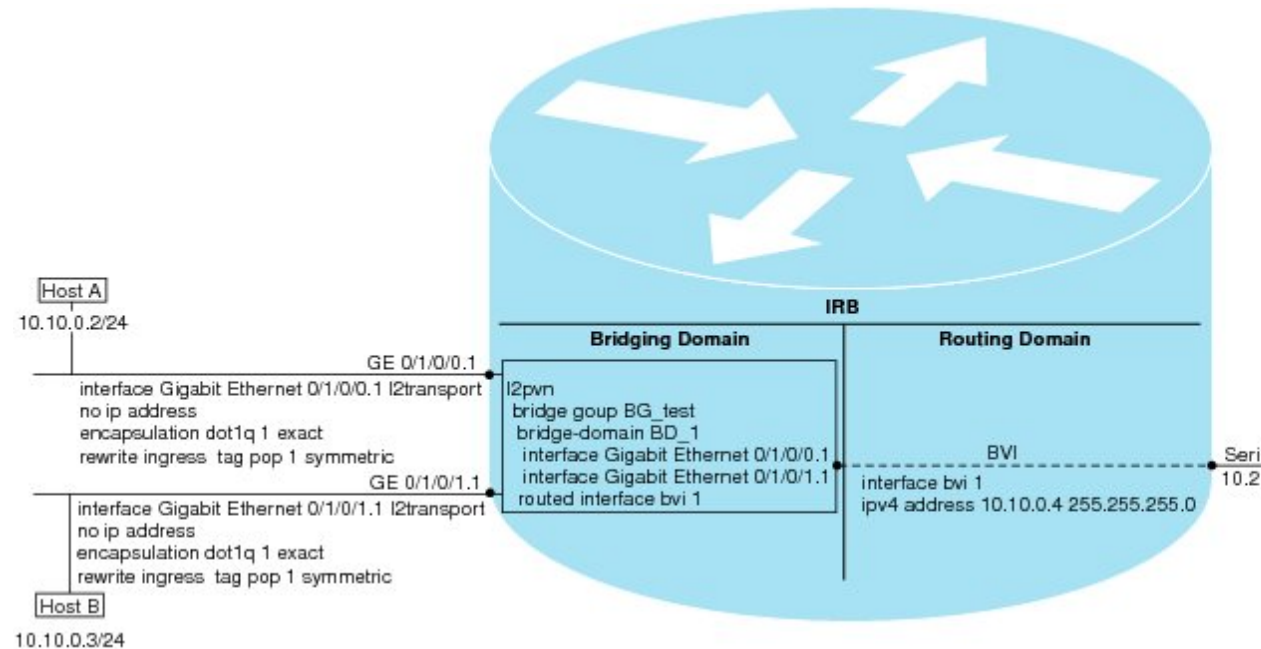 IRB
Bridging Domain
Routing Domain
Host A
10.10.0.2/24
GE 0/1/0/0.1
interface Gigabit Ethernet 0/1/0/0.1 l2transport
no ip address
encapsulation dot1q 1 exact
rewrite ingress tag pop 1 symmetric
GE 0/1/0/1.1
interface Gigabit Ethernet 0/1/0/1.1 l2transport
no ip address
encapsulation dot1q 1 exact
rewrite ingress tag pop 1 symmetric
Host B
10.10.0.3/24
l2pvn
bridge goup BG_test
bridge-domain BD_1
interface Gigabit Ethernet 0/1/0/0.1
interface Gigabit Ethernet 0/1/0/1.1
routed interface bvi 1
BVI
interface bvi 1
ipv4 address 10.10.0.4 255.255.255.0
Seri
10.2